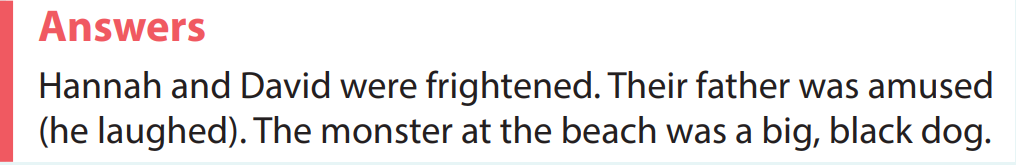 Answers
Hannah and David were frightened. Their father was amused
(he laughed). The monster at the beach was a big, black dog.